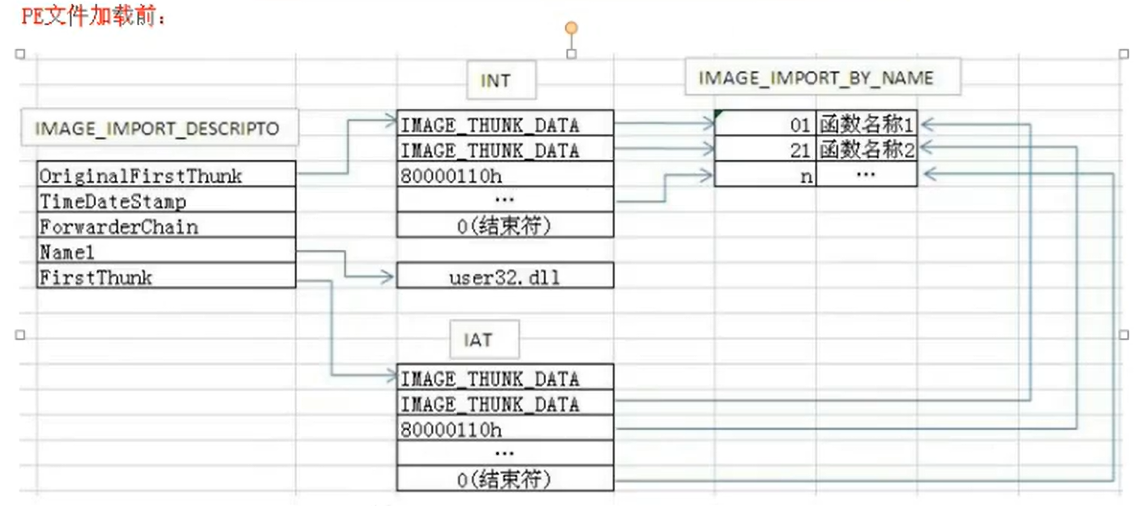 PE文件加载前：
INT
IMAGE_IMPORT_BY_NAME
IMAGE_IMPORT_DESCRIPTO
IMAGE_THUNK_DATA
01 函数名称1
IMAGE_THUNK_DATA
21 函数名称2
OriginalFirstThunk
80000110h
n …
TimeDateStamp
…
ForwarderChain
0(结束符)
Name1
FirstThunk
user32.dll
IAT
IMAGE_THUNK_DATA
IMAGE_THUNK_DATA
80000110h
…
0(结束符)